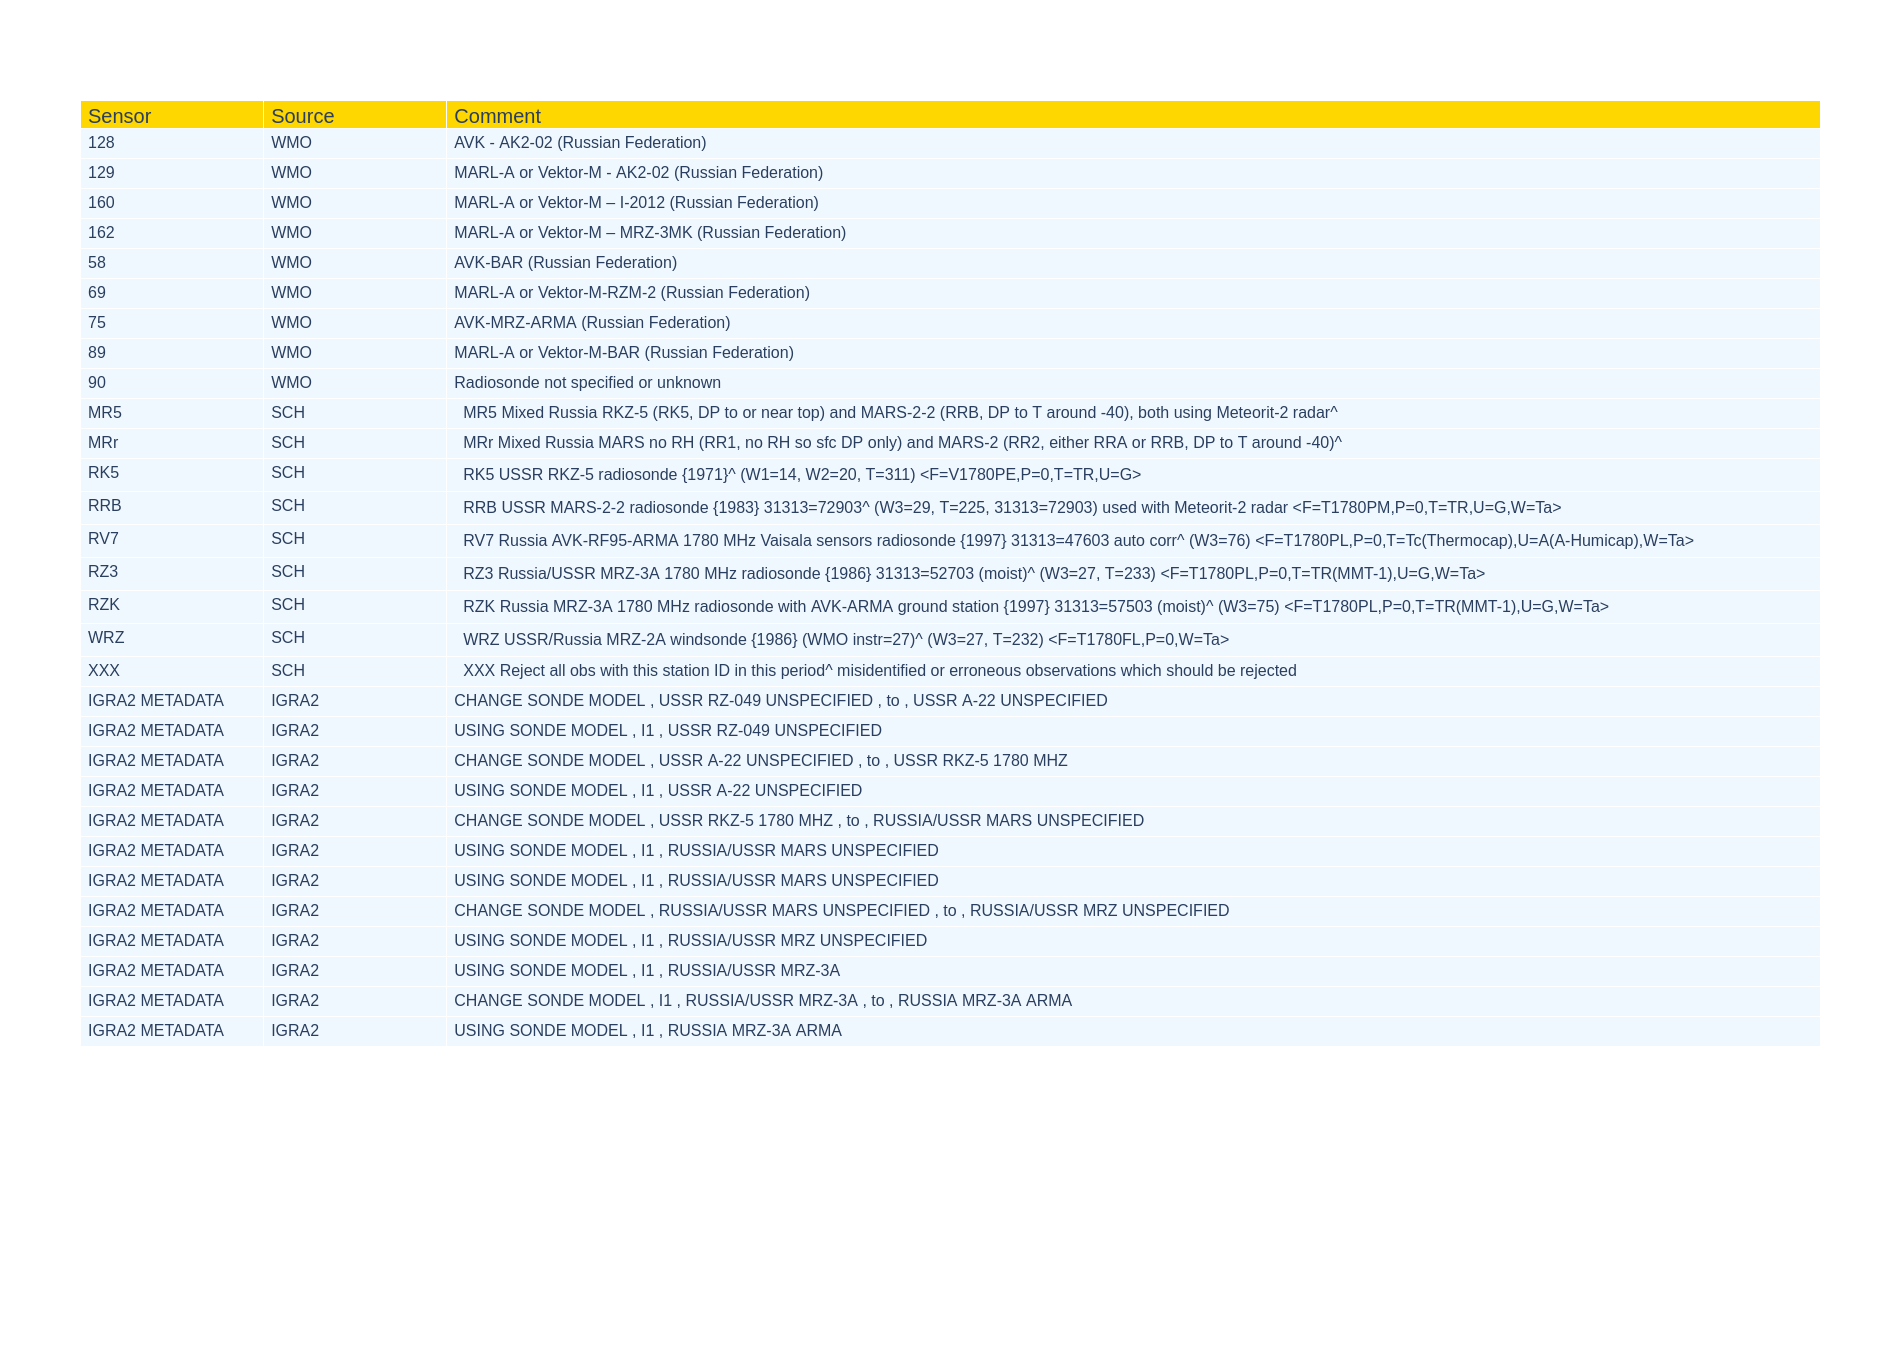 Sensor Source Comment
128 WMO AVK - AK2-02 (Russian Federation)
129 WMO MARL-A or Vektor-M - AK2-02 (Russian Federation)
160 WMO MARL-A or Vektor-M – I-2012 (Russian Federation)
162 WMO MARL-A or Vektor-M – MRZ-3MK (Russian Federation)
58 WMO AVK-BAR (Russian Federation)
69 WMO MARL-A or Vektor-M-RZM-2 (Russian Federation)
75 WMO AVK-MRZ-ARMA (Russian Federation)
89 WMO MARL-A or Vektor-M-BAR (Russian Federation)
90 WMO Radiosonde not specified or unknown
MR5 SCH MR5 Mixed Russia RKZ-5 (RK5, DP to or near top) and MARS-2-2 (RRB, DP to T around -40), both using Meteorit-2 radar^
MRr SCH MRr Mixed Russia MARS no RH (RR1, no RH so sfc DP only) and MARS-2 (RR2, either RRA or RRB, DP to T around -40)^
RK5 SCH RK5 USSR RKZ-5 radiosonde {1971}^ (W1=14, W2=20, T=311) <F=V1780PE,P=0,T=TR,U=G>
RRB SCH RRB USSR MARS-2-2 radiosonde {1983} 31313=72903^ (W3=29, T=225, 31313=72903) used with Meteorit-2 radar <F=T1780PM,P=0,T=TR,U=G,W=Ta>
RV7 SCH RV7 Russia AVK-RF95-ARMA 1780 MHz Vaisala sensors radiosonde {1997} 31313=47603 auto corr^ (W3=76) <F=T1780PL,P=0,T=Tc(Thermocap),U=A(A-Humicap),W=Ta>
RZ3 SCH RZ3 Russia/USSR MRZ-3A 1780 MHz radiosonde {1986} 31313=52703 (moist)^ (W3=27, T=233) <F=T1780PL,P=0,T=TR(MMT-1),U=G,W=Ta>
RZK SCH RZK Russia MRZ-3A 1780 MHz radiosonde with AVK-ARMA ground station {1997} 31313=57503 (moist)^ (W3=75) <F=T1780PL,P=0,T=TR(MMT-1),U=G,W=Ta>
WRZ SCH WRZ USSR/Russia MRZ-2A windsonde {1986} (WMO instr=27)^ (W3=27, T=232) <F=T1780FL,P=0,W=Ta>
XXX SCH XXX Reject all obs with this station ID in this period^ misidentified or erroneous observations which should be rejected
IGRA2 METADATA IGRA2 CHANGE SONDE MODEL , USSR RZ-049 UNSPECIFIED , to , USSR A-22 UNSPECIFIED
IGRA2 METADATA IGRA2 USING SONDE MODEL , I1 , USSR RZ-049 UNSPECIFIED
IGRA2 METADATA IGRA2 CHANGE SONDE MODEL , USSR A-22 UNSPECIFIED , to , USSR RKZ-5 1780 MHZ
IGRA2 METADATA IGRA2 USING SONDE MODEL , I1 , USSR A-22 UNSPECIFIED
IGRA2 METADATA IGRA2 CHANGE SONDE MODEL , USSR RKZ-5 1780 MHZ , to , RUSSIA/USSR MARS UNSPECIFIED
IGRA2 METADATA IGRA2 USING SONDE MODEL , I1 , RUSSIA/USSR MARS UNSPECIFIED
IGRA2 METADATA IGRA2 USING SONDE MODEL , I1 , RUSSIA/USSR MARS UNSPECIFIED
IGRA2 METADATA IGRA2 CHANGE SONDE MODEL , RUSSIA/USSR MARS UNSPECIFIED , to , RUSSIA/USSR MRZ UNSPECIFIED
IGRA2 METADATA IGRA2 USING SONDE MODEL , I1 , RUSSIA/USSR MRZ UNSPECIFIED
IGRA2 METADATA IGRA2 USING SONDE MODEL , I1 , RUSSIA/USSR MRZ-3A
IGRA2 METADATA IGRA2 CHANGE SONDE MODEL , I1 , RUSSIA/USSR MRZ-3A , to , RUSSIA MRZ-3A ARMA
IGRA2 METADATA IGRA2 USING SONDE MODEL , I1 , RUSSIA MRZ-3A ARMA